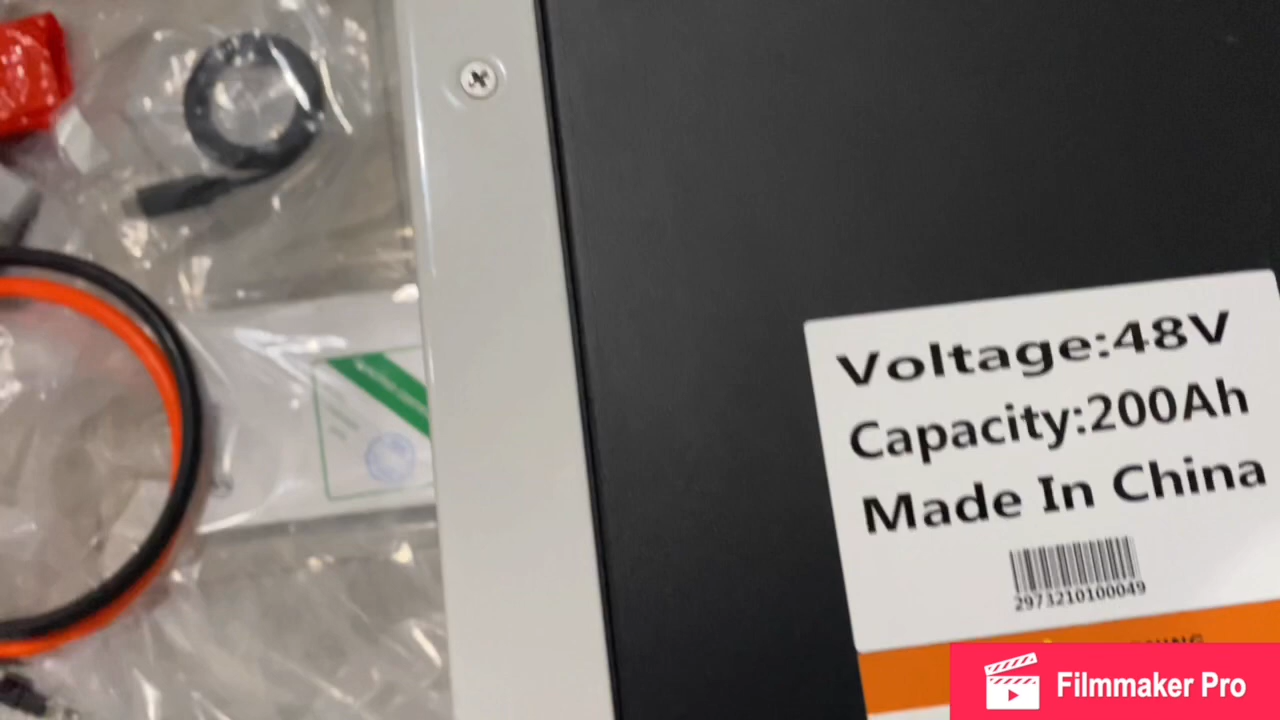 Voltage:48V
Capacity:200Ah
Made In China
2973210100049
Filmmaker Pro